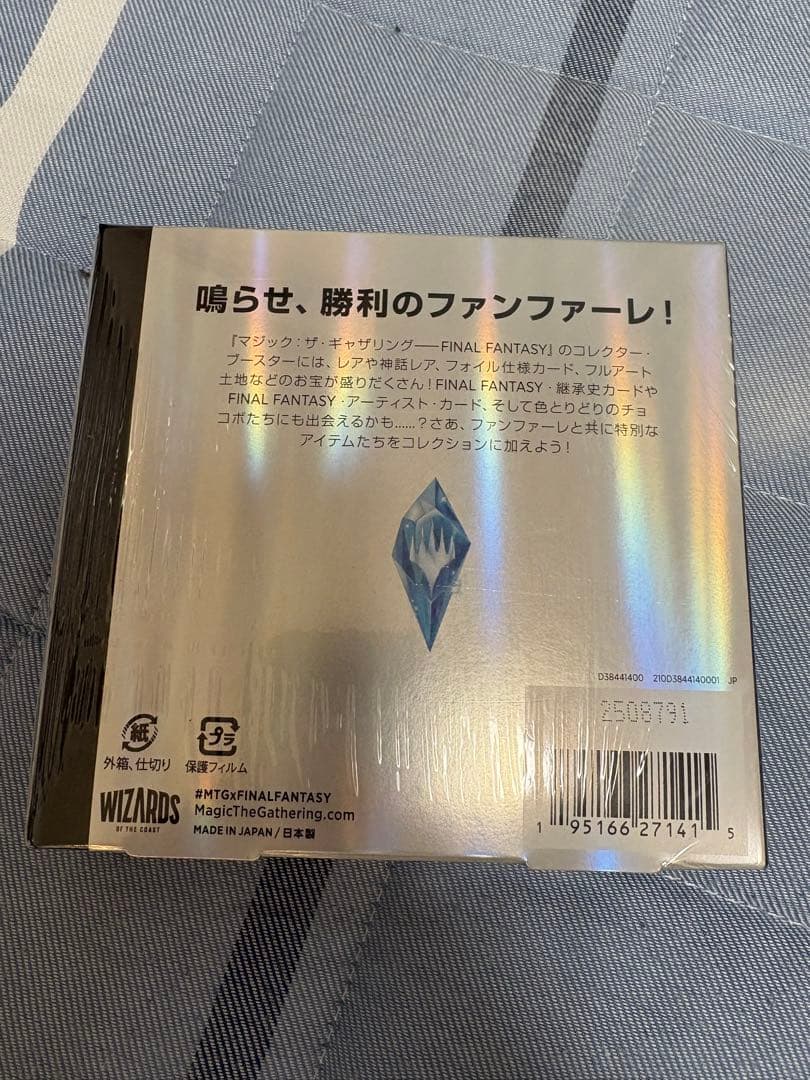 鳴らせ、勝利のファンファーレ！
『マジック：ザ・ギャザリング——FINAL FANTASY』のコレクター・
ブースターには、レアや神話レア、フォイル仕様カード、フルアート
土地などのお宝が盛りだくさん！FINAL FANTASY・継承史カードや
FINAL FANTASY・アーティスト・カード、そして色とりどりのチョ
コボたちにも出会えるかも……？さあ、ファンファーレと共に特別な
アイテムたちをコレクションに加えよう！
D38441400 210D3844140001 JP
2508791
紙 プラ
外箱、仕切り 保護フィルム
WIZARDS
OF THE COAST
#MTGxFINALFANTASY
MagicTheGathering.com
MADE IN JAPAN / 日本製
1 95166 27141 5